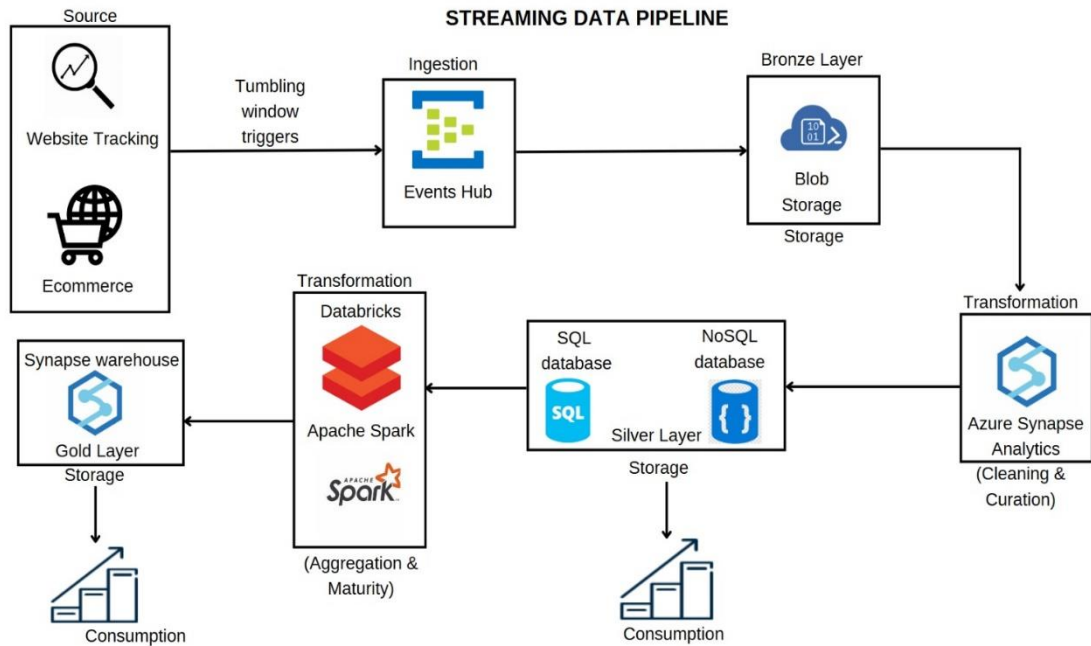 STREAMING DATA PIPELINE
Source
Website Tracking
Ecommerce
Tumbling
window
triggers
Ingestion
Events Hub
Bronze Layer
10
01
Blob
Storage
Storage
Transformation
Azure Synapse
Analytics
(Cleaning &
Curation)
SQL
database
NoSQL
database
SQL
{ }
Silver Layer
Storage
Consumption
Transformation
Databricks
Apache Spark
APACHE
Spark
(Aggregation &
Maturity)
Synapse warehouse
Gold Layer
Storage
Consumption